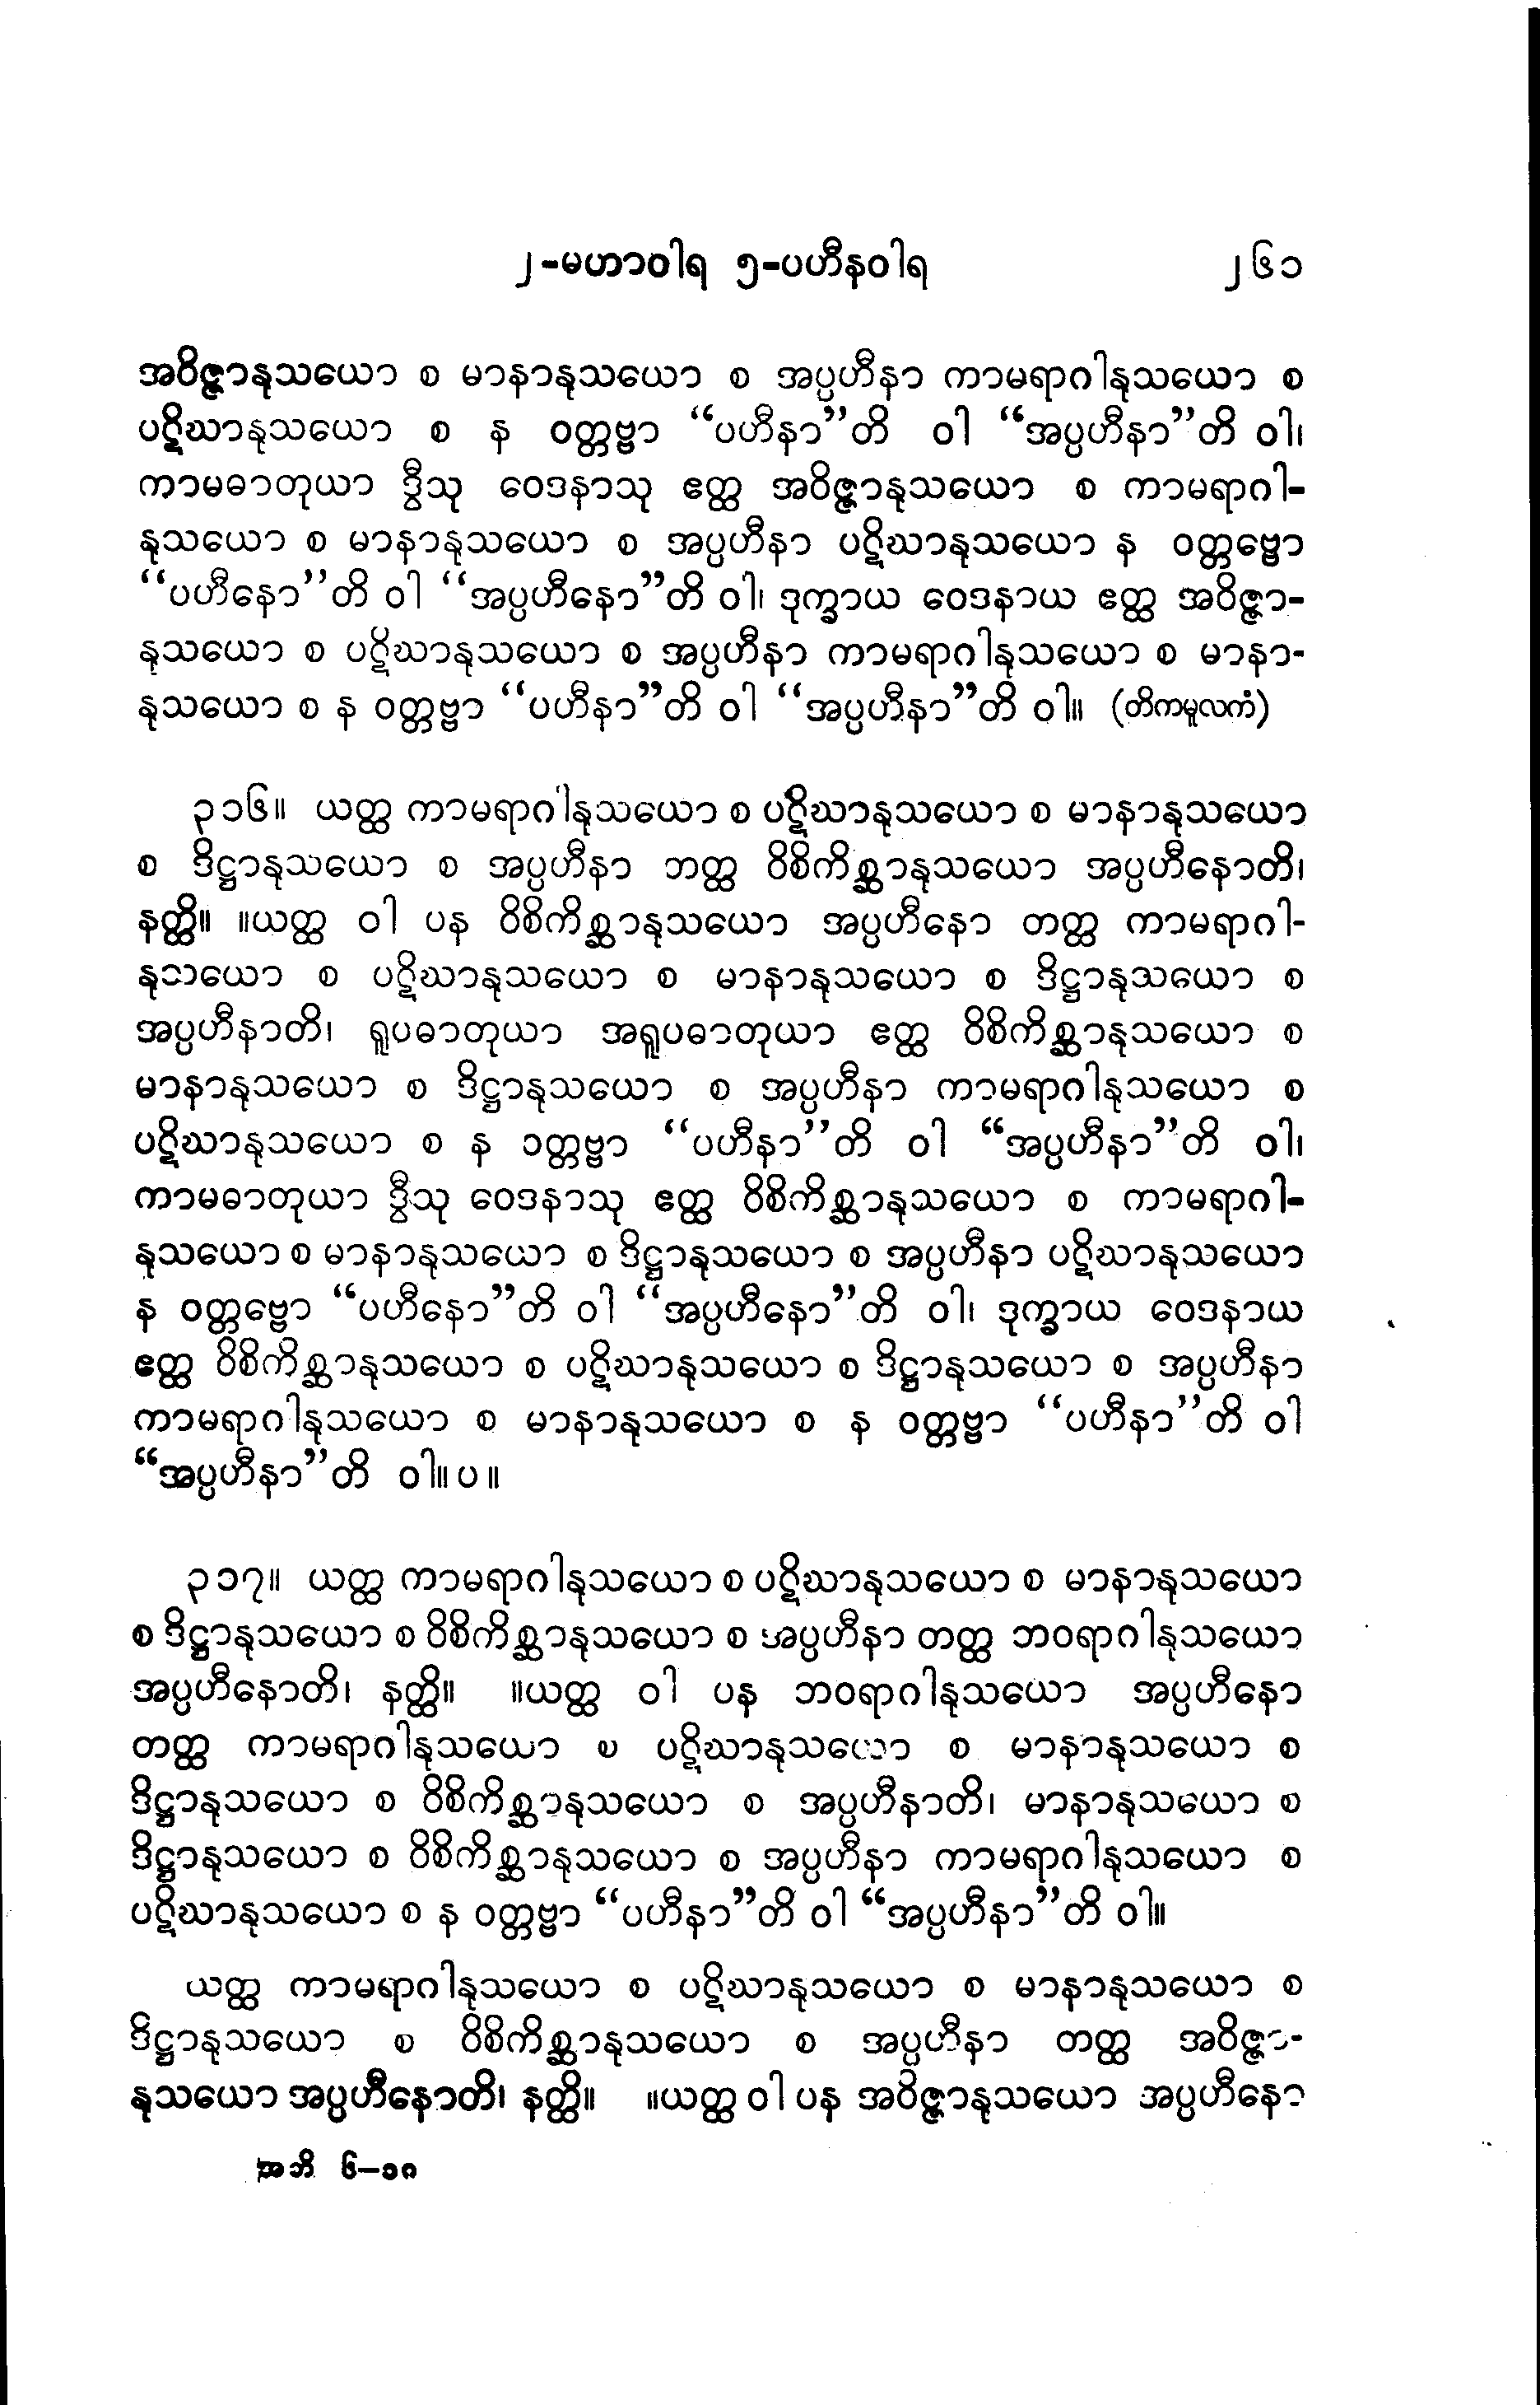 ၂-မဟာဝါရ ၅-ပဟီနဝါရ ၂၆၁
အဝိဇ္ဇာနုသယော စ မာနာနုသယော စ အပ္ပဟီနာ ကာမရာဂါနုသယော စ
ပဋိဃာနုသယော စ န ဝတ္တဗ္ဗာ “ပဟီနာ”တိ ဝါ “အပ္ပဟီနာ”တိ ဝါ၊
ကာမဓာတုယာ ဒွီသု ဝေဒနာသု ဧတ္ထ အဝိဇ္ဇာနုသယော စ ကာမရာဂါ-
နုသယော စ မာနာနုသယော စ အပ္ပဟီနာ ပဋိဃာနုသယော န ဝတ္တဗ္ဗော
“ပဟီနော”တိ ဝါ “အပ္ပဟီနော”တိ ဝါ၊ ဒုက္ခာယ ဝေဒနာယ ဧတ္ထ အဝိဇ္ဇာ-
နုသယော စ ပဋိဃာနုသယော စ အပ္ပဟီနာ ကာမရာဂါနုသယော စ မာနာ-
နုသယော စ န ဝတ္တဗ္ဗာ “ပဟီနာ”တိ ဝါ “အပ္ပဟီနာ”တိ ဝါ။ (တိကမူလကံ)
၃၁၆။ ယတ္ထ ကာမရာဂါနုသယော စ ပဋိဃာနုသယော စ မာနာနုသယော
စ ဒိဋ္ဌာနုသယော စ အပ္ပဟီနာ ဘတ္ထ ဝိစိကိစ္ဆာနုသယော အပ္ပဟီနောတိ၊
နတ္ထိ။ ။ယတ္ထ ဝါ ပန ဝိစိကိစ္ဆာနုသယော အပ္ပဟီနော တတ္ထ ကာမရာဂါ-
နုသယော စ ပဋိဃာနုသယော စ မာနာနုသယော စ ဒိဋ္ဌာနုသယော စ
အပ္ပဟီနာတိ၊ ရူပဓာတုယာ အရူပဓာတုယာ ဧတ္ထ ဝိစိကိစ္ဆာနုသယော စ
မာနာနုသယော စ ဒိဋ္ဌာနုသယော စ အပ္ပဟီနာ ကာမရာဂါနုသယော စ
ပဋိဃာနုသယော စ န ဝတ္တဗ္ဗာ “ပဟီနာ”တိ ဝါ “အပ္ပဟီနာ”တိ ဝါ၊
ကာမဓာတုယာ ဒွီသု ဝေဒနာသု ဧတ္ထ ဝိစိကိစ္ဆာနုသယော စ ကာမရာဂါ-
နုသယော စ မာနာနုသယော စ ဒိဋ္ဌာနုသယော စ အပ္ပဟီနာ ပဋိဃာနုသယော
န ဝတ္တဗ္ဗော “ပဟီနော”တိ ဝါ “အပ္ပဟီနော”တိ ဝါ၊ ဒုက္ခာယ ဝေဒနာယ
ဧတ္ထ ဝိစိကိစ္ဆာနုသယော စ ပဋိဃာနုသယော စ ဒိဋ္ဌာနုသယော စ အပ္ပဟီနာ
ကာမရာဂါနုသယော စ မာနာနုသယော စ န ဝတ္တဗ္ဗာ “ပဟီနာ”တိ ဝါ
“အပ္ပဟီနာ”တိ ဝါ။ ပ ။
၃၁၇။ ယတ္ထ ကာမရာဂါနုသယော စ ပဋိဃာနုသယော စ မာနာနုသယော
စ ဒိဋ္ဌာနုသယော စ ဝိစိကိစ္ဆာနုသယော စ အပ္ပဟီနာ တတ္ထ ဘဝရာဂါနုသယော
အပ္ပဟီနောတိ၊ နတ္ထိ။ ။ယတ္ထ ဝါ ပန ဘဝရာဂါနုသယော အပ္ပဟီနော
တတ္ထ ကာမရာဂါနုသယော စ ပဋိဃာနုသယော စ မာနာနုသယော စ
ဒိဋ္ဌာနုသယော စ ဝိစိကိစ္ဆာနုသယော စ အပ္ပဟီနာတိ၊ မာနာနုသယော စ
ဒိဋ္ဌာနုသယော စ ဝိစိကိစ္ဆာနုသယော စ အပ္ပဟီနာ ကာမရာဂါနုသယော စ
ပဋိဃာနုသယော စ န ဝတ္တဗ္ဗာ “ပဟီနာ”တိ ဝါ “အပ္ပဟီနာ”တိ ဝါ။
ယတ္ထ ကာမရာဂါနုသယော စ ပဋိဃာနုသယော စ မာနာနုသယော စ
ဒိဋ္ဌာနုသယော စ ဝိစိကိစ္ဆာနုသယော စ အပ္ပဟီနာ တတ္ထ အဝိဇ္ဇာ-
နုသယော အပ္ပဟီနောတိ၊ နတ္ထိ။ ။ယတ္ထ ဝါ ပန အဝိဇ္ဇာနုသယော အပ္ပဟီနော
အဘိ ၆–၁၈